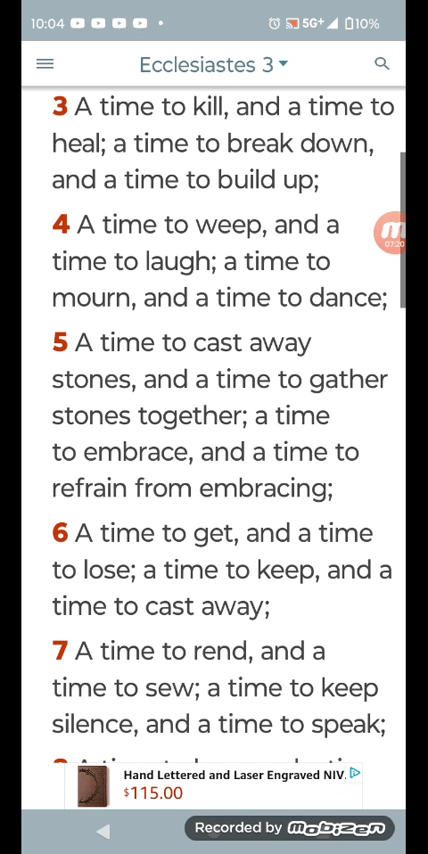 10:04 5G+ 10%
Ecclesiastes 3
3 A time to kill, and a time to
heal; a time to break down,
and a time to build up;
4 A time to weep, and a
time to laugh; a time to
mourn, and a time to dance;
07:20
5 A time to cast away
stones, and a time to gather
stones together; a time
to embrace, and a time to
refrain from embracing;
6 A time to get, and a time
to lose; a time to keep, and a
time to cast away;
7 A time to rend, and a
time to sew; a time to keep
silence, and a time to speak;
Hand Lettered and Laser Engraved NIV.
$115.00
Recorded by mobizen